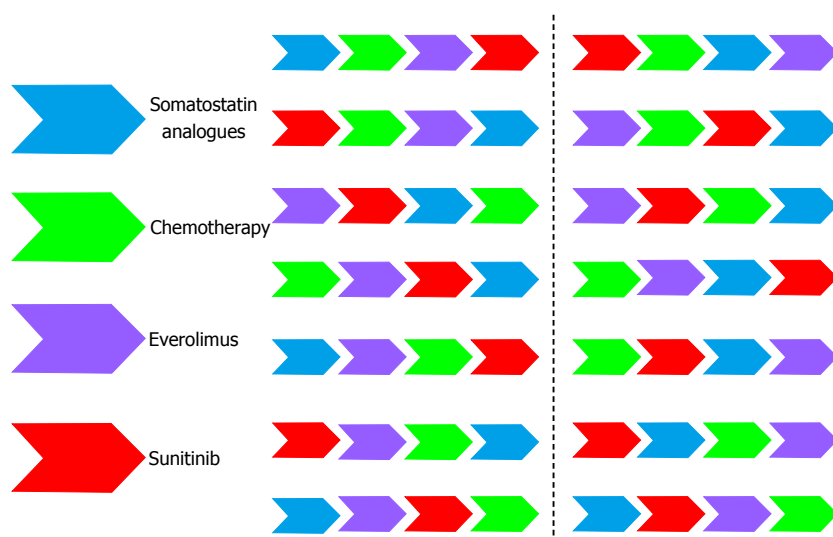 Somatostatin
analogues
Chemotherapy
Everolimus
Sunitinib